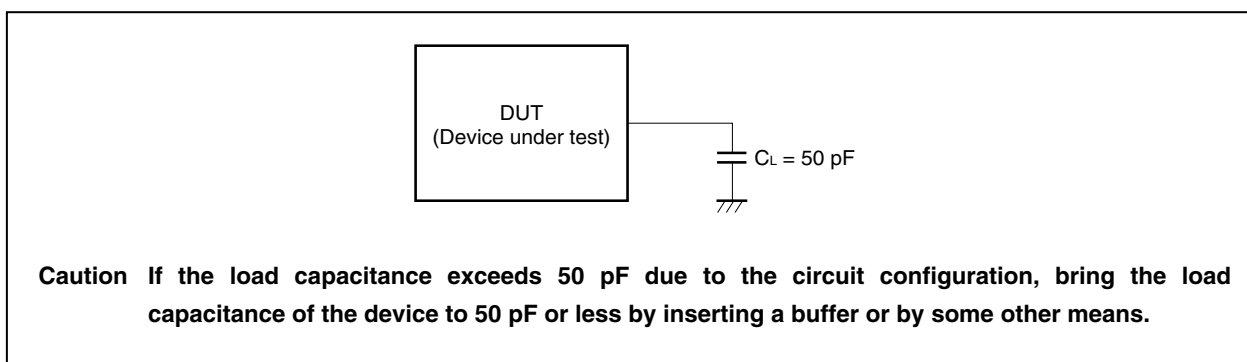 DUT
(Device under test)
CL = 50 pF
Caution If the load capacitance exceeds 50 pF due to the circuit configuration, bring the load
capacitance of the device to 50 pF or less by inserting a buffer or by some other means.